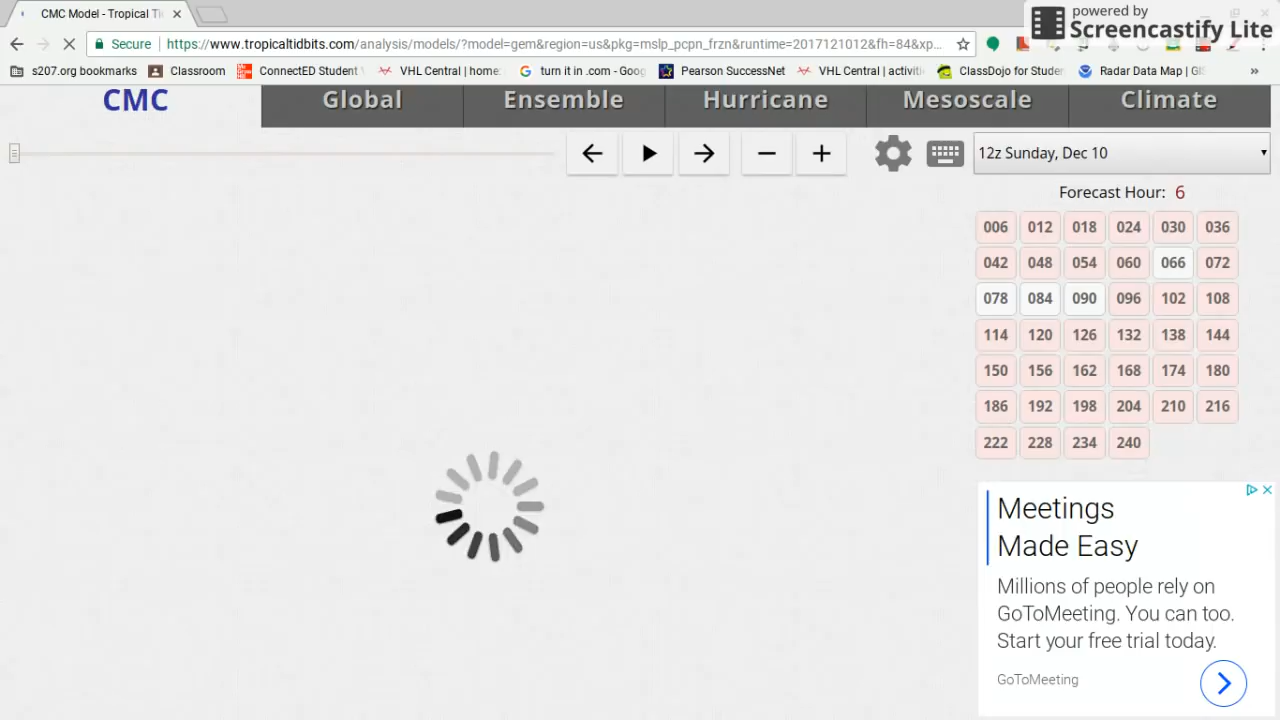 CMC Model - Tropical Ti
powered by
Screencastify Lite
Secure
https://www.tropicaltidbits.com/analysis/models/?model=gem&region=us&pkg=mslp_pcpn_frzn&runtime=2017121012&fh=84&xp...
s207.org bookmarks
Classroom
ConnectED Student
VHL Central | home:
turn it in .com - Goog
Pearson SuccessNet
VHL Central | activiti
ClassDojo for Studen
Radar Data Map | GI
»
CMC
Global
Ensemble
Hurricane
Mesoscale
Climate
12z Sunday, Dec 10
Forecast Hour: 6
006 012 018 024 030 036
042 048 054 060 066 072
078 084 090 096 102 108
114 120 126 132 138 144
150 156 162 168 174 180
186 192 198 204 210 216
222 228 234 240
Meetings
Made Easy
Millions of people rely on
GoToMeeting. You can too.
Start your free trial today.
GoToMeeting